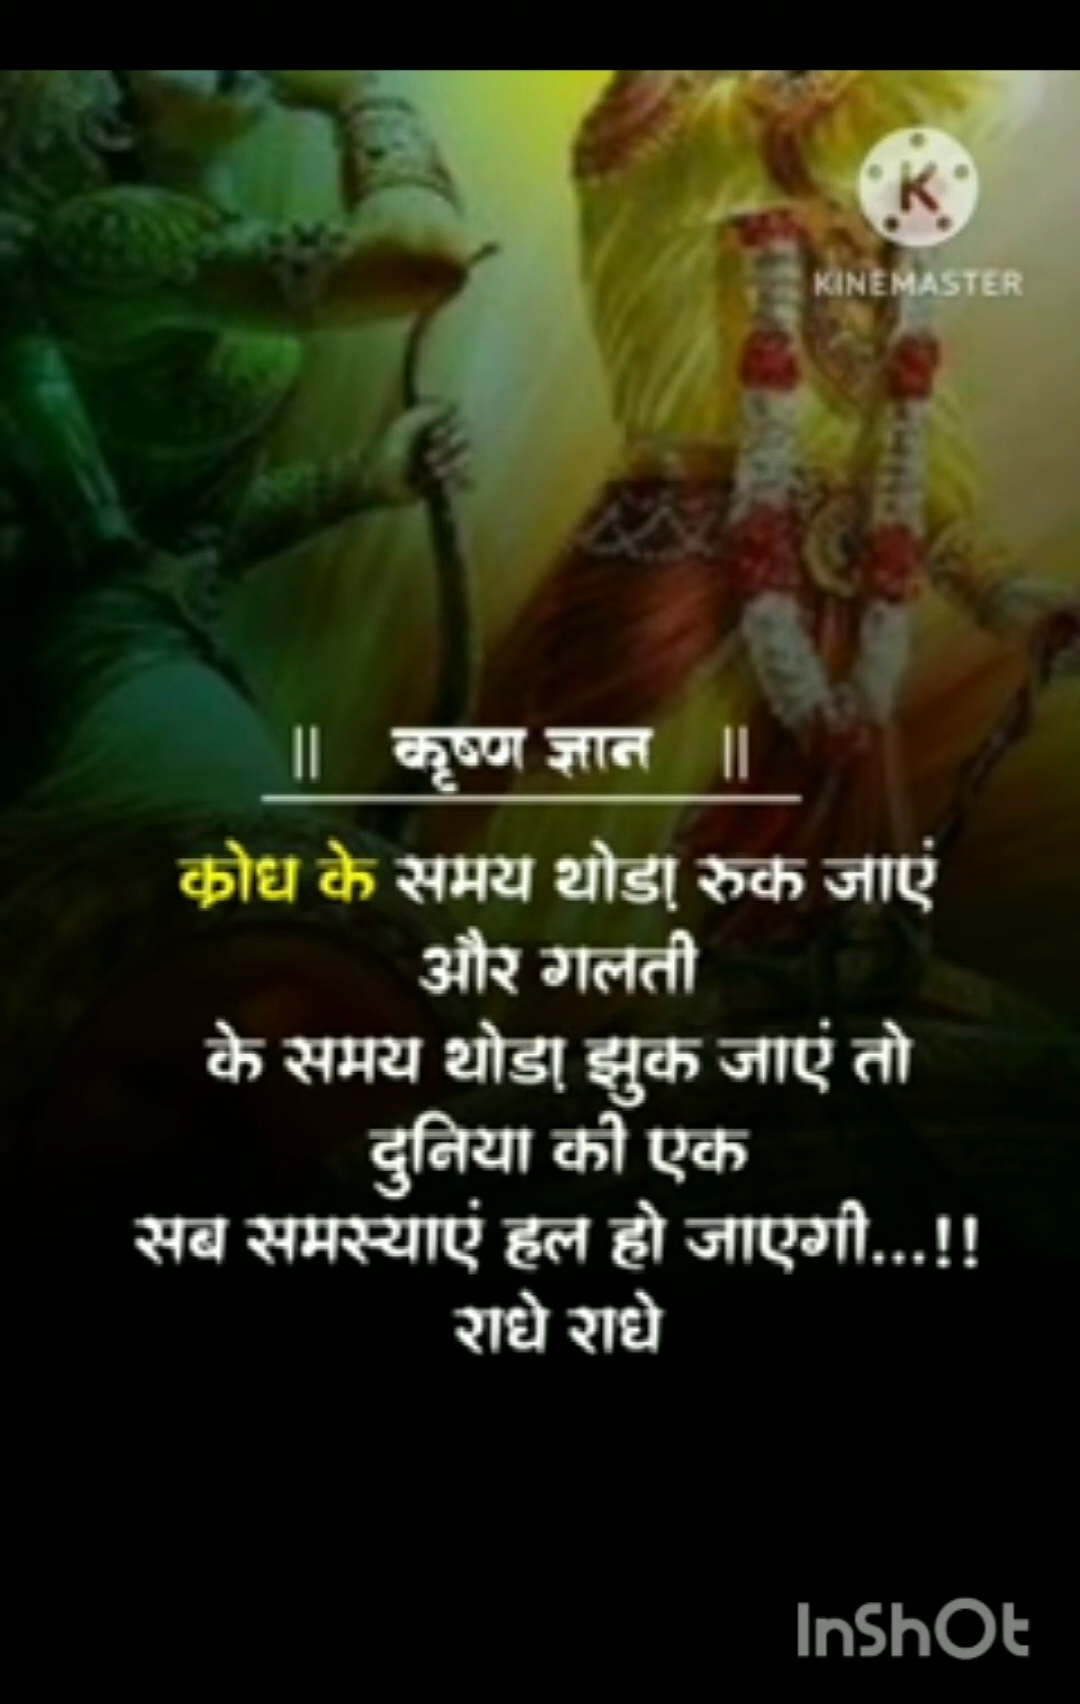 K
KINEMASTER
|| कृष्ण ज्ञान ||
क्रोध के समय थोडा़ रुक जाएं
और गलती
के समय थोडा़ झुक जाएं तो
दुनिया की एक
सब समस्याएं हल हो जाएगी...!!
राधे राधे
InShOt